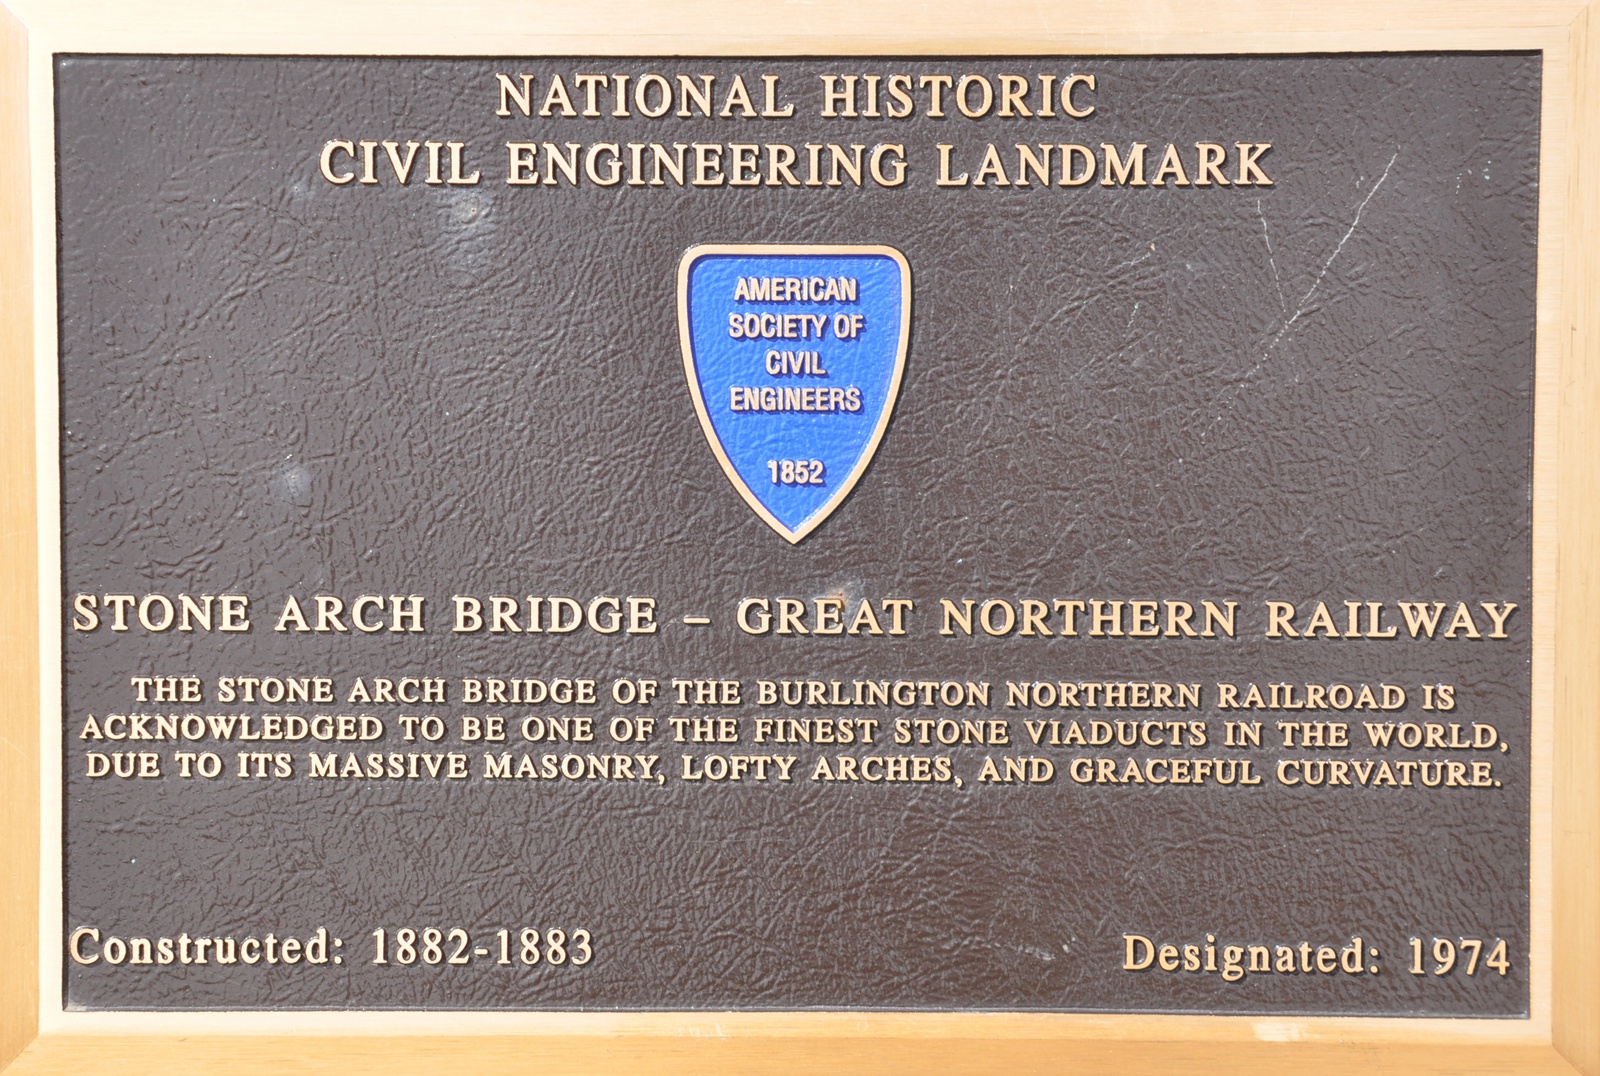 NATIONAL HISTORIC
CIVIL ENGINEERING LANDMARK
AMERICAN
SOCIETY OF
CIVIL
ENGINEERS
1852
STONE ARCH BRIDGE – GREAT NORTHERN RAILWAY
THE STONE ARCH BRIDGE OF THE BURLINGTON NORTHERN RAILROAD IS
ACKNOWLEDGED TO BE ONE OF THE FINEST STONE VIADUCTS IN THE WORLD,
DUE TO ITS MASSIVE MASONRY, LOFTY ARCHES, AND GRACEFUL CURVATURE.
Constructed: 1882-1883
Designated: 1974